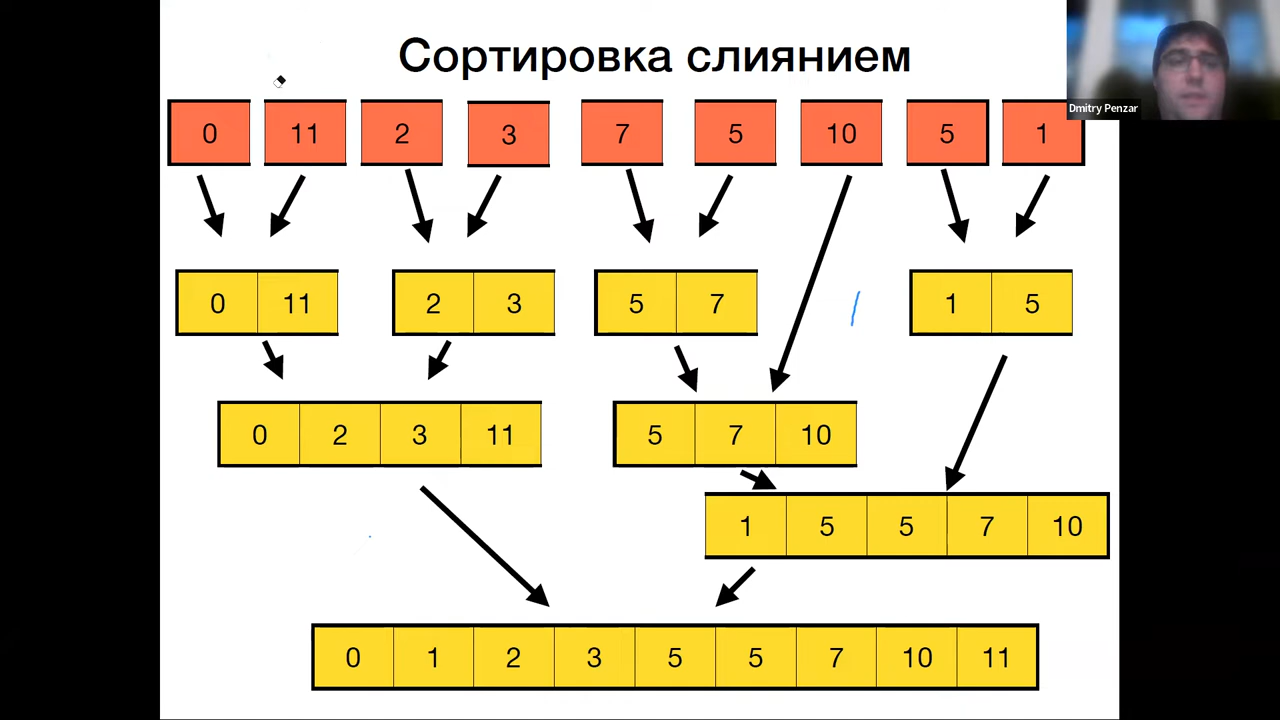 Сортировка слиянием
Dmitry Penzar
0 11 2 3 7 5 10 5 1
0 11 2 3 5 7 1 5
0 2 3 11 5 7 10
1 5 5 7 10
0 1 2 3 5 5 7 10 11